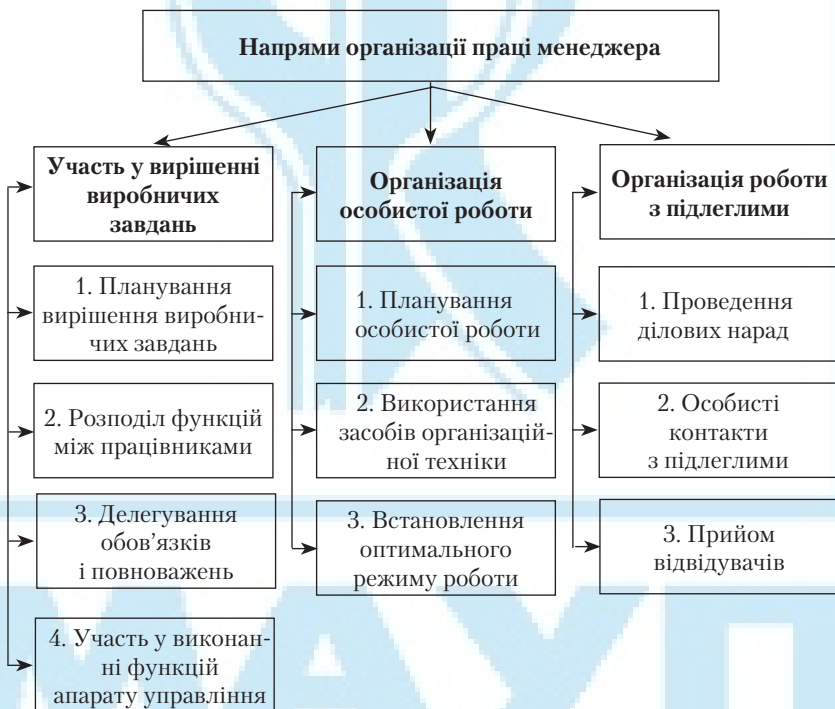 Напрями організації праці менеджера
Участь у вирішенні
виробничих
завдань
1. Планування
вирішення виробни-
чих завдань
2. Розподіл функцій
між працівниками
3. Делегування
обов’язків
і повноважень
4. Участь у виконан-
ні функцій
апарату управління
Організація
особистої роботи
1. Планування
особистої роботи
2. Використання
засобів організацій-
ної техніки
3. Встановлення
оптимального
режиму роботи
Організація роботи
з підлеглими
1. Проведення
ділових нарад
2. Особисті
контакти
з підлеглими
3. Прийом
відвідувачів
МАУП